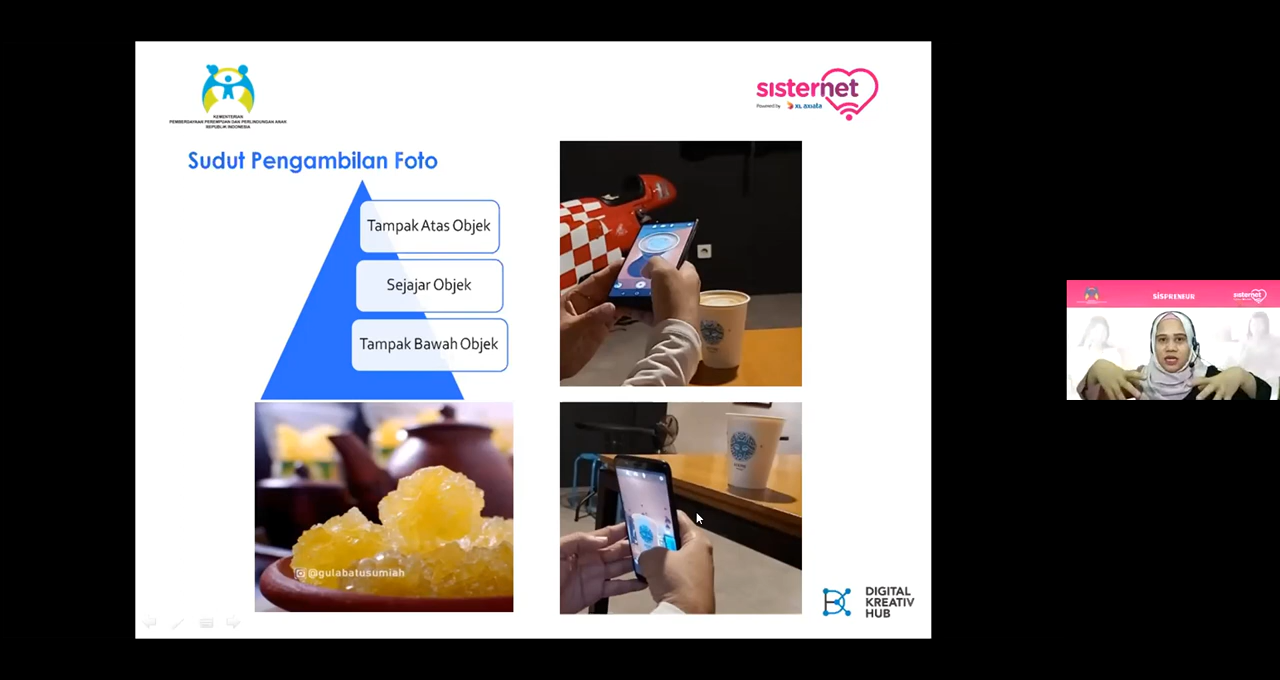 KEMENTERIAN
PEMBERDAYAAN PEREMPUAN DAN PERLINDUNGAN ANAK
REPUBLIK INDONESIA
sisternet
Powered by XL axiata
Sudut Pengambilan Foto
Tampak Atas Objek
Sejajar Objek
Tampak Bawah Objek
@gulabatusumiah
DIGITAL
KREATIV
HUB
SISPRENEUR
sisternet